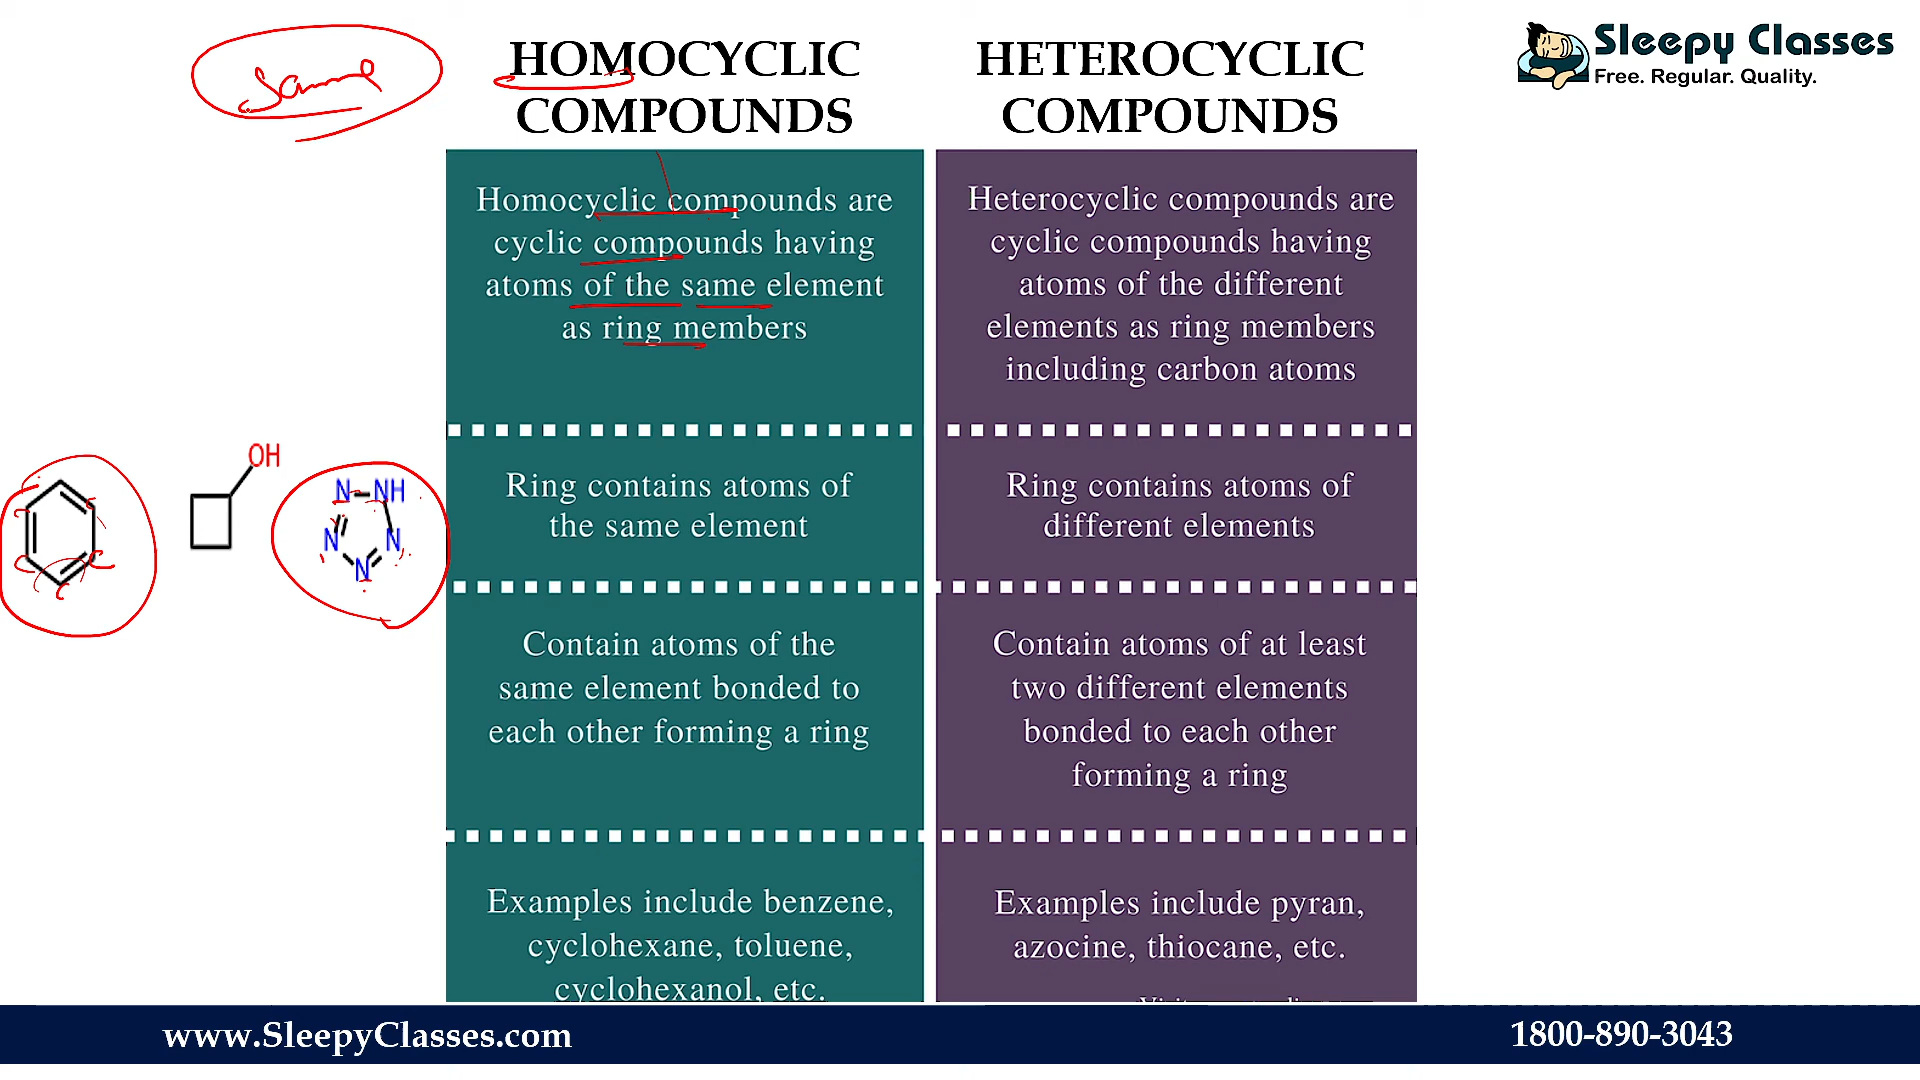 Same
HOMOCYCLIC
COMPOUNDS
HETEROCYCLIC
COMPOUNDS
Sleepy Classes
Free. Regular. Quality.
Homocyclic compounds are
cyclic compounds having
atoms of the same element
as ring members
Heterocyclic compounds are
cyclic compounds having
atoms of the different
elements as ring members
including carbon atoms
OH
N NH
N N
N
C C
C C
C
Ring contains atoms of
the same element
Ring contains atoms of
different elements
Contain atoms of the
same element bonded to
each other forming a ring
Contain atoms of at least
two different elements
bonded to each other
forming a ring
Examples include benzene,
cyclohexane, toluene,
cyclohexanol, etc.
Examples include pyran,
azocine, thiocane, etc.
www.SleepyClasses.com
1800-890-3043